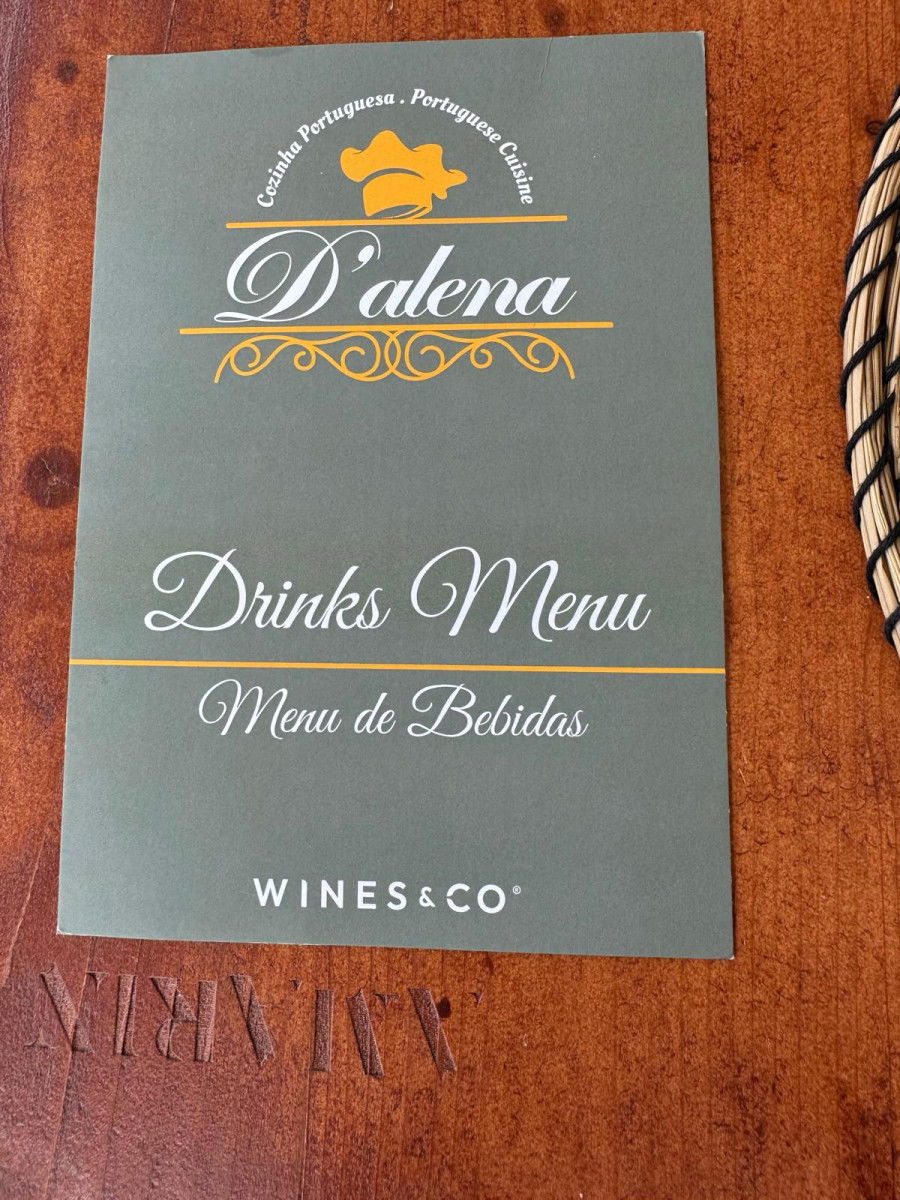 Cozinha Portuguesa . Portuguese Cuisine
D'alena
Drinks Menu
Menu de Bebidas
WINES & CO®